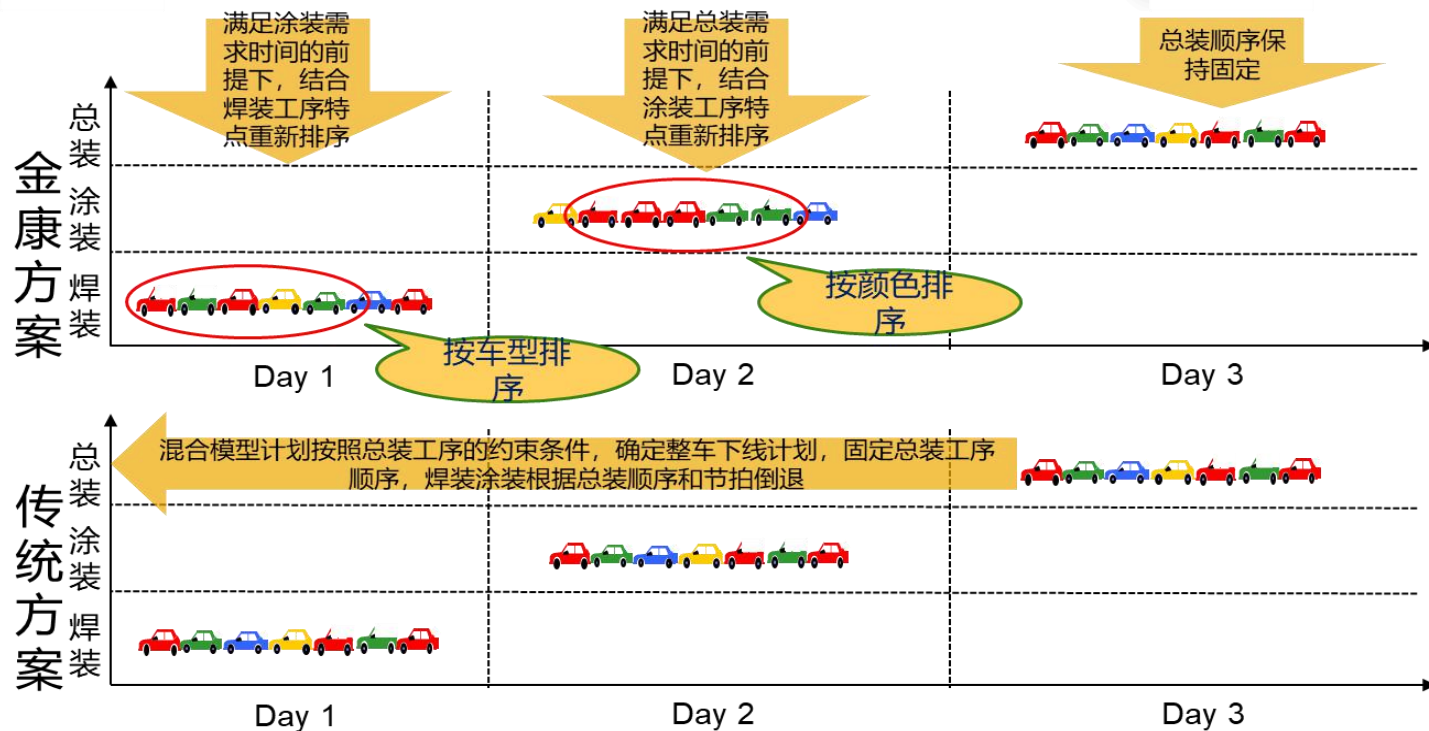 金康方案
满足涂装需
求时间的前
提下，结合
焊装工序特
点重新排序
满足总装需
求时间的前
提下，结合
涂装工序特
点重新排序
总装顺序保
持固定
总装
涂装
焊装
按颜色排
序
按车型排
序
Day 1
Day 2
Day 3
传统方案
混合模型计划按照总装工序的约束条件，确定整车下线计划，固定总装工序
顺序，焊装涂装根据总装顺序和节拍倒退
总装
涂装
焊装
Day 1
Day 2
Day 3